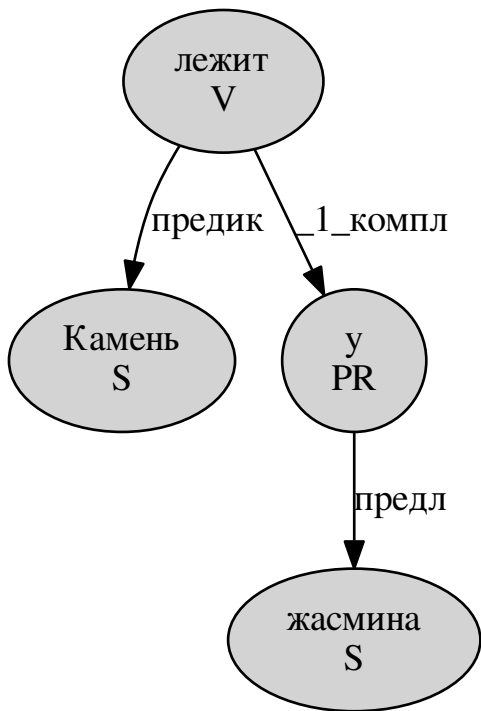 лежит
V
предик
_1_компл
Камень
S
у
PR
предл
жасмина
S